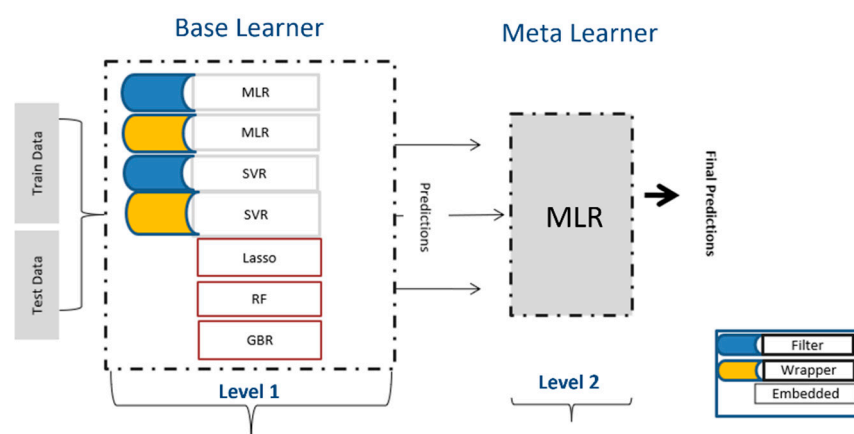 Base Learner
Meta Learner
Train Data
Test Data
MLR
MLR
SVR
SVR
Lasso
RF
GBR
Predictions
MLR
Final Predictions
Level 1
Level 2
Filter
Wrapper
Embedded